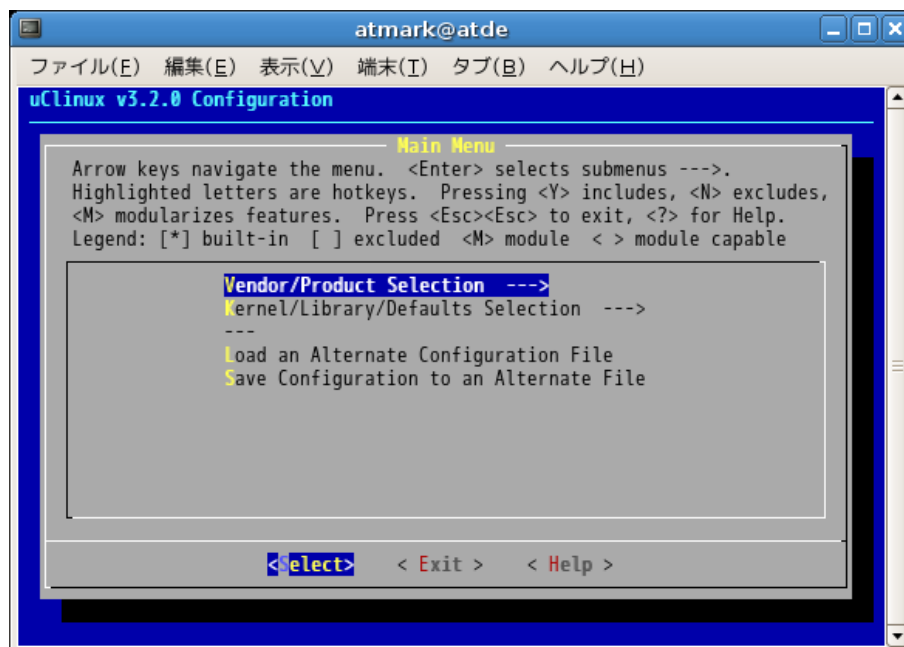 atmark@atde
ファイル(F) 編集(E) 表示(V) 端末(T) タブ(B) ヘルプ(H)
uClinux v3.2.0 Configuration
Main Menu
Arrow keys navigate the menu. <Enter> selects submenus --->.
Highlighted letters are hotkeys. Pressing <Y> includes, <N> excludes,
<M> modularizes features. Press <Esc><Esc> to exit, <?> for Help.
Legend: [*] built-in [ ] excluded <M> module < > module capable
Vendor/Product Selection --->
Kernel/Library/Defaults Selection --->
---
Load an Alternate Configuration File
Save Configuration to an Alternate File
<Select> < Exit > < Help >